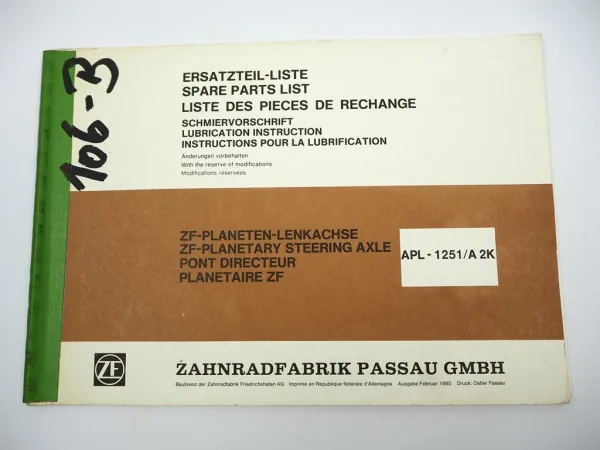 106-B
ERSATZTEIL-LISTE
SPARE PARTS LIST
LISTE DES PIECES DE RECHANGE
SCHMIERVORSCHRIFT
LUBRICATION INSTRUCTION
INSTRUCTIONS POUR LA LUBRIFICATION
Änderungen vorbehalten
With the reserve of modifications
Modifications réservées
ZF-PLANETEN-LENKACHSE
ZF-PLANETARY STEERING AXLE
PONT DIRECTEUR
PLANETAIRE ZF
APL - 1251/A 2K
ZF
ZAHNRADFABRIK PASSAU GMBH
Baulizenz der Zahnradfabrik Friedrichshafen AG Imprimé en République fédérale d'Allemagne Ausgabe Februar 1980 Druck: Ostler Passau